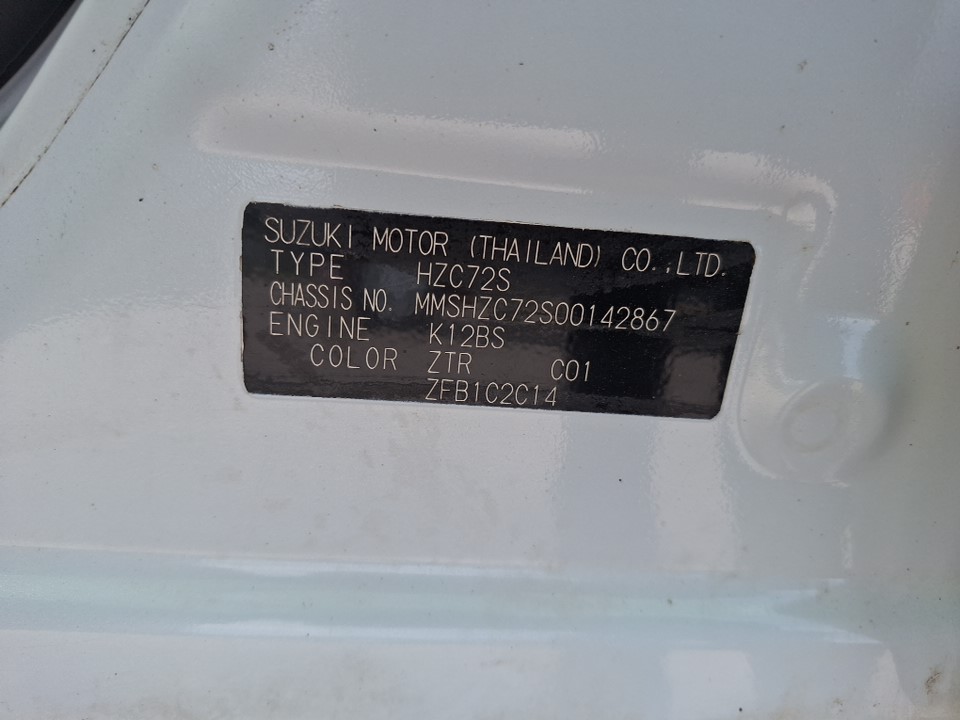 SUZUKI MOTOR (THAILAND) CO.,LTD.
TYPE HZC72S
CHASSIS NO. MMSHZC72S00142867
ENGINE K12BS
COLOR ZTR C01
ZFB1C2C14